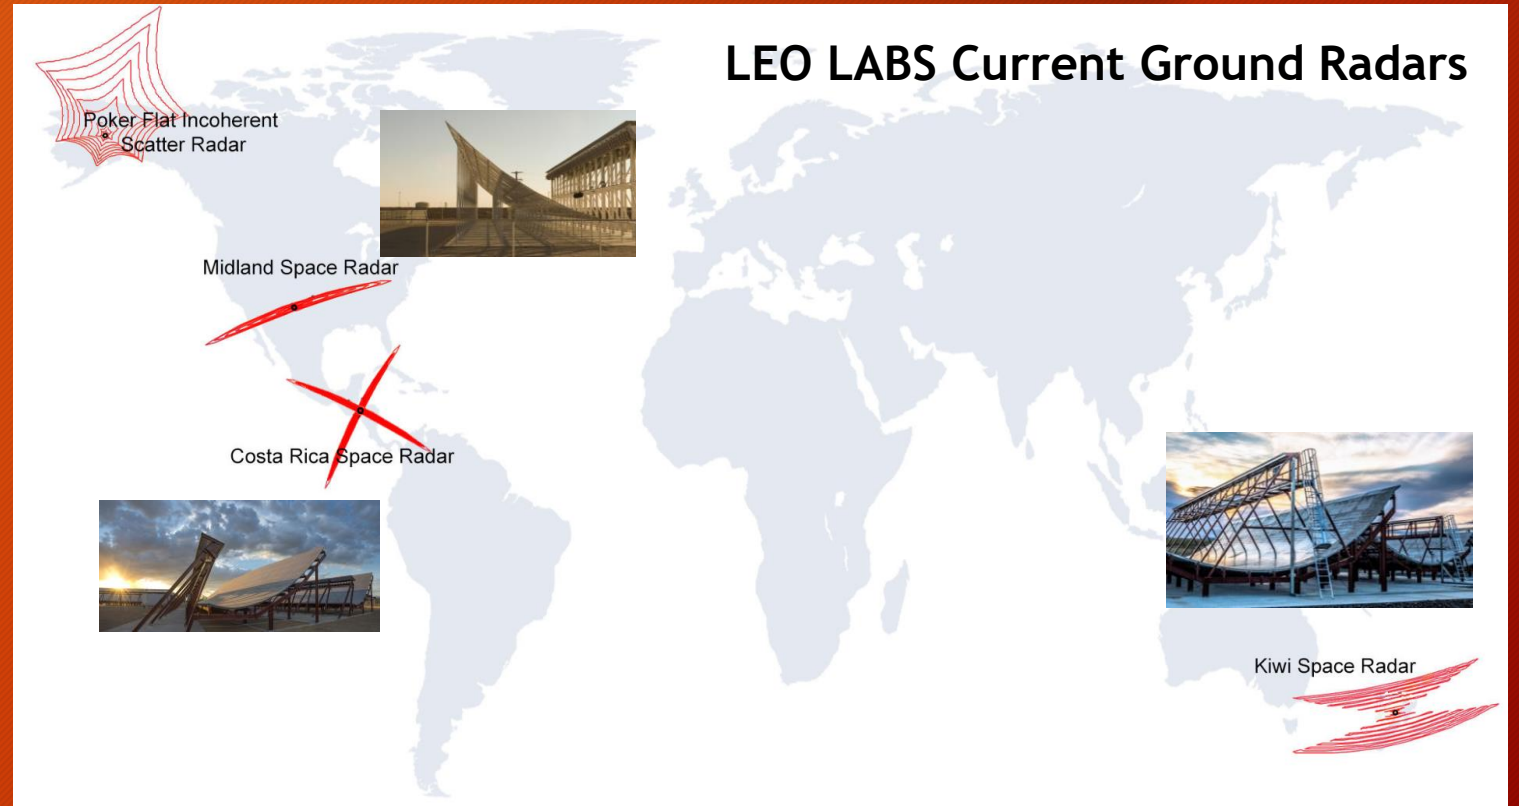 LEO LABS Current Ground Radars
Poker Flat Incoherent
Scatter Radar
Midland Space Radar
Costa Rica Space Radar
Kiwi Space Radar